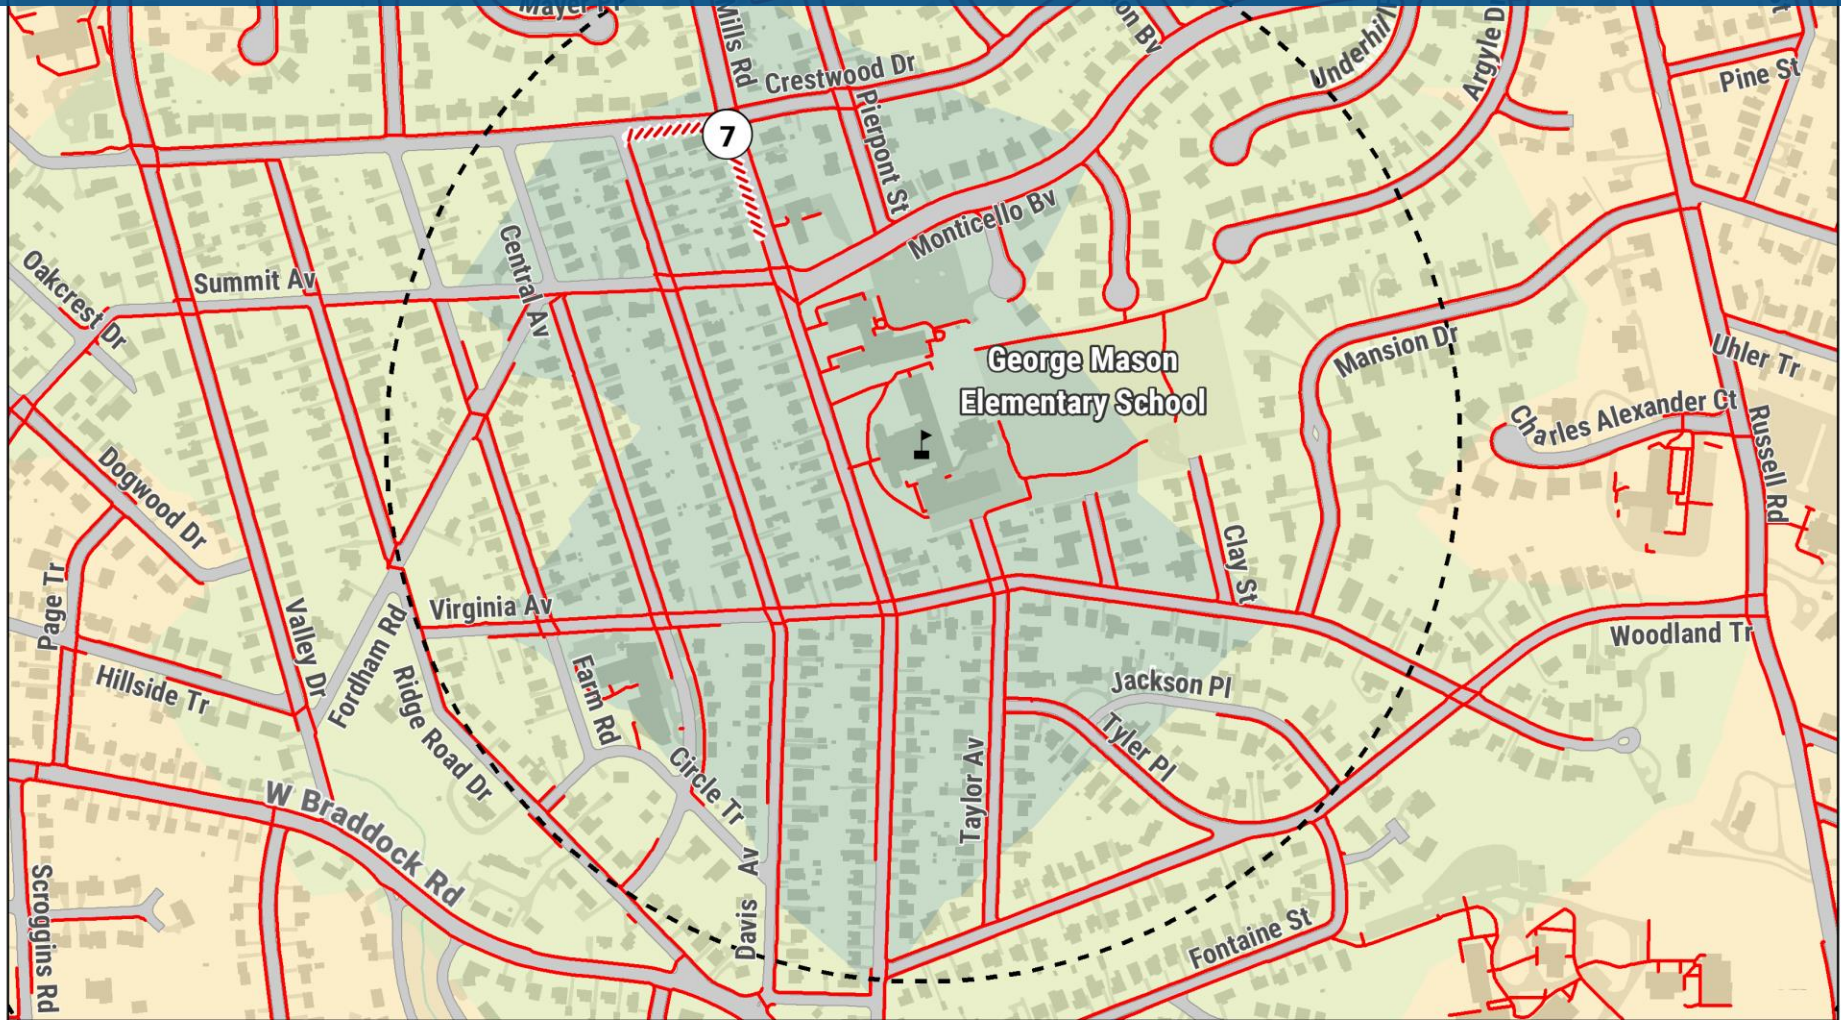 Mills Rd
Crestwood Dr
Pierpont St
Underhill
Argyle Dr
Pine St
7
Monticello Bv
Oakcrest Dr
Summit Av
Central Av
Mansion Dr
Uhler Tr
George Mason
Elementary School
Charles Alexander Ct
Russell Rd
Dogwood Dr
Clay St
Page Tr
Valley Dr
Fordham Rd
Virginia Av
Woodland Tr
Hillside Tr
Ridge Road Dr
Farm Rd
Circle Tr
Jackson Pl
Tyler Pl
Taylor Av
W Braddock Rd
Davis Av
Scroggins Rd
Fontaine St